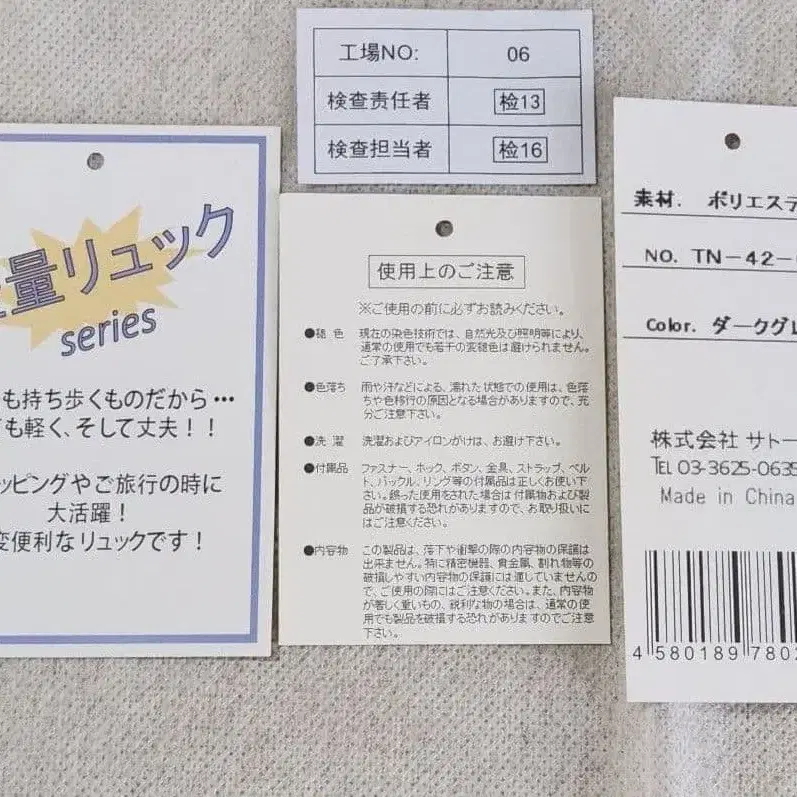 工場NO: 06
検査責任者 检13
検査担当者 检16
量リュック
series
も持ち歩くものだから…
も軽く、そして丈夫！！
ッピングやご旅行の時に
大活躍！
変便利なリュックです！
使用上のご注意
※ご使用の前に必ずお読みください。
●褪色 現在の染色技術では、自然光及び照明等により、
通常の使用でも若干の変褪色は避けられません。
ご了承下さい。
●色落ち 雨や汗などによる、濡れた状態での使用は、色落
ちや色移行の原因となる場合がありますので、充
分ご注意下さい。
●洗濯 洗濯およびアイロンがけは、お避け下さい。
●付属品 ファスナー、ホック、ボタン、金具、ストラップ、ベル
ト、バックル、リング等の付属品は正しくお使い下
さい。誤った使用をされた場合は付属物および製
品が破損する恐れがありますので、お取り扱いに
はご注意ください。
●内容物 この製品は、落下や衝撃の際の内容物の保護は
出来ません。特に精密機器、貴金属、割れ物等の
破損しやすい内容物の保護には適していませんの
で、ご使用の際にはご注意ください。また、内容物
が著しく重いもの、鋭利な物の場合は、通常の使
用でも製品を破損する恐れがありますのでご注意
下さい。
素材. ポリエステ
NO. TN-42-
Color. ダークグレ
株式会社 サトー
TEL 03-3625-0635
Made in China
4 580189 780